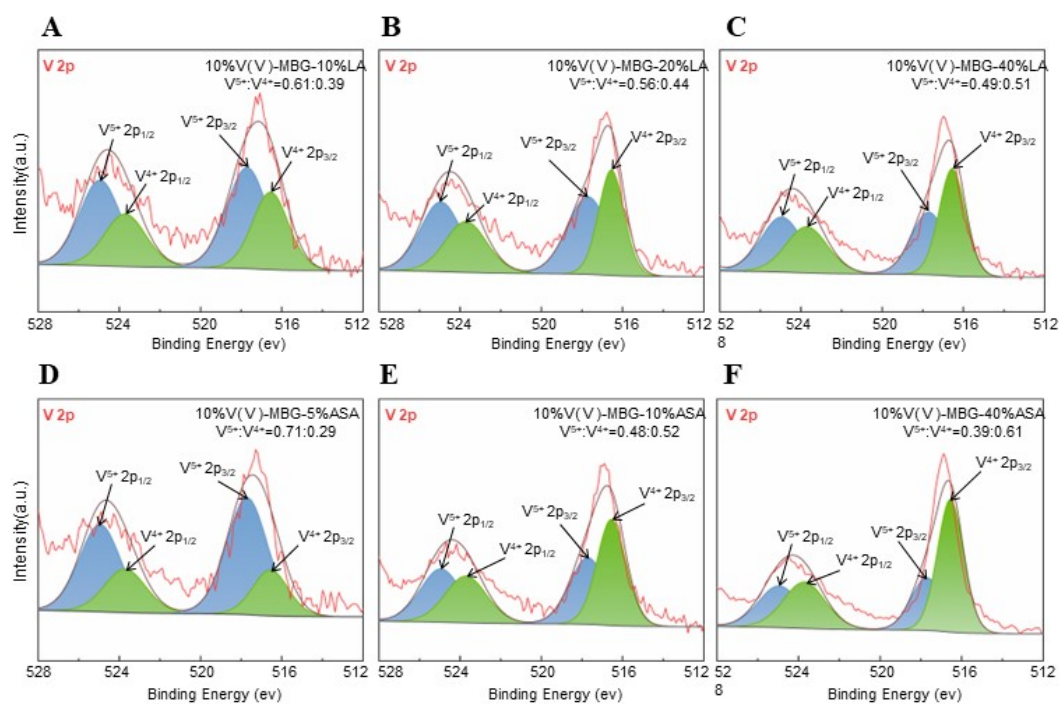 A
V 2p
10%V(V)-MBG-10%LA
V⁵⁺:V⁴⁺=0.61:0.39
V⁵⁺ 2p₁/₂
V⁴⁺ 2p₁/₂
V⁵⁺ 2p₃/₂
V⁴⁺ 2p₃/₂
Intensity(a.u.)
528 524 520 516 512
Binding Energy (ev)
B
V 2p
10%V(V)-MBG-20%LA
V⁵⁺:V⁴⁺=0.56:0.44
V⁵⁺ 2p₁/₂
V⁴⁺ 2p₁/₂
V⁵⁺ 2p₃/₂
V⁴⁺ 2p₃/₂
528 524 520 516 512
Binding Energy (ev)
C
V 2p
10%V(V)-MBG-40%LA
V⁵⁺:V⁴⁺=0.49:0.51
V⁵⁺ 2p₁/₂
V⁴⁺ 2p₁/₂
V⁵⁺ 2p₃/₂
V⁴⁺ 2p₃/₂
52 524 520 516 512
8
Binding Energy (ev)
D
V 2p
10%V(V)-MBG-5%ASA
V⁵⁺:V⁴⁺=0.71:0.29
V⁵⁺ 2p₁/₂
V⁴⁺ 2p₁/₂
V⁵⁺ 2p₃/₂
V⁴⁺ 2p₃/₂
Intensity(a.u.)
528 524 520 516 512
Binding Energy (ev)
E
V 2p
10%V(V)-MBG-10%ASA
V⁵⁺:V⁴⁺=0.48:0.52
V⁵⁺ 2p₁/₂
V⁴⁺ 2p₁/₂
V⁵⁺ 2p₃/₂
V⁴⁺ 2p₃/₂
528 524 520 516 512
Binding Energy (ev)
F
V 2p
10%V(V)-MBG-40%ASA
V⁵⁺:V⁴⁺=0.39:0.61
V⁵⁺ 2p₁/₂
V⁴⁺ 2p₁/₂
V⁵⁺ 2p₃/₂
V⁴⁺ 2p₃/₂
52 524 520 516 512
8
Binding Energy (ev)